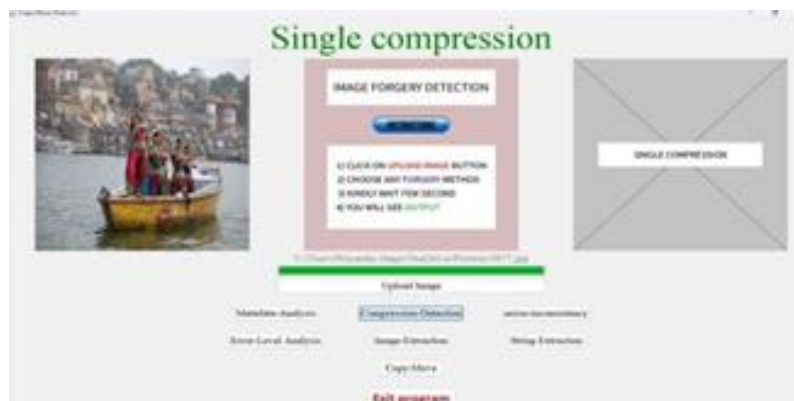 Single compression
IMAGE FORGERY DETECTION
1) CLICK ON UPLOAD IMAGE BUTTON
2) CHOOSE ANY FORGERY METHOD
3) KINDLY WAIT FEW SECOND
4) YOU WILL SEE OUTPUT
SINGLE COMPRESSION
Upload Image
Metadata Analysis
Compression Detection
noise-inconsistency
Error Level Analysis
Image Extraction
String Extraction
Copy-Move
Exit program